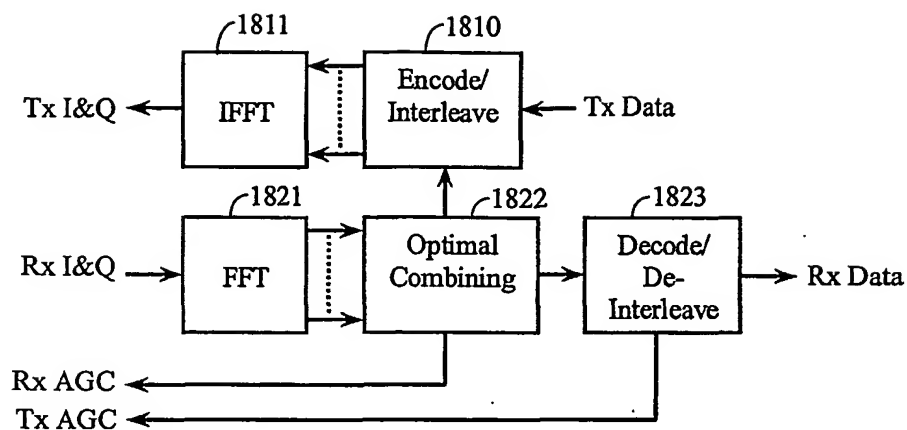 1811
1810
Tx I&Q
IFFT
Encode/
Interleave
Tx Data
1821
1822
1823
Rx I&Q
FFT
Optimal
Combining
Decode/
De-
Interleave
Rx Data
Rx AGC
Tx AGC